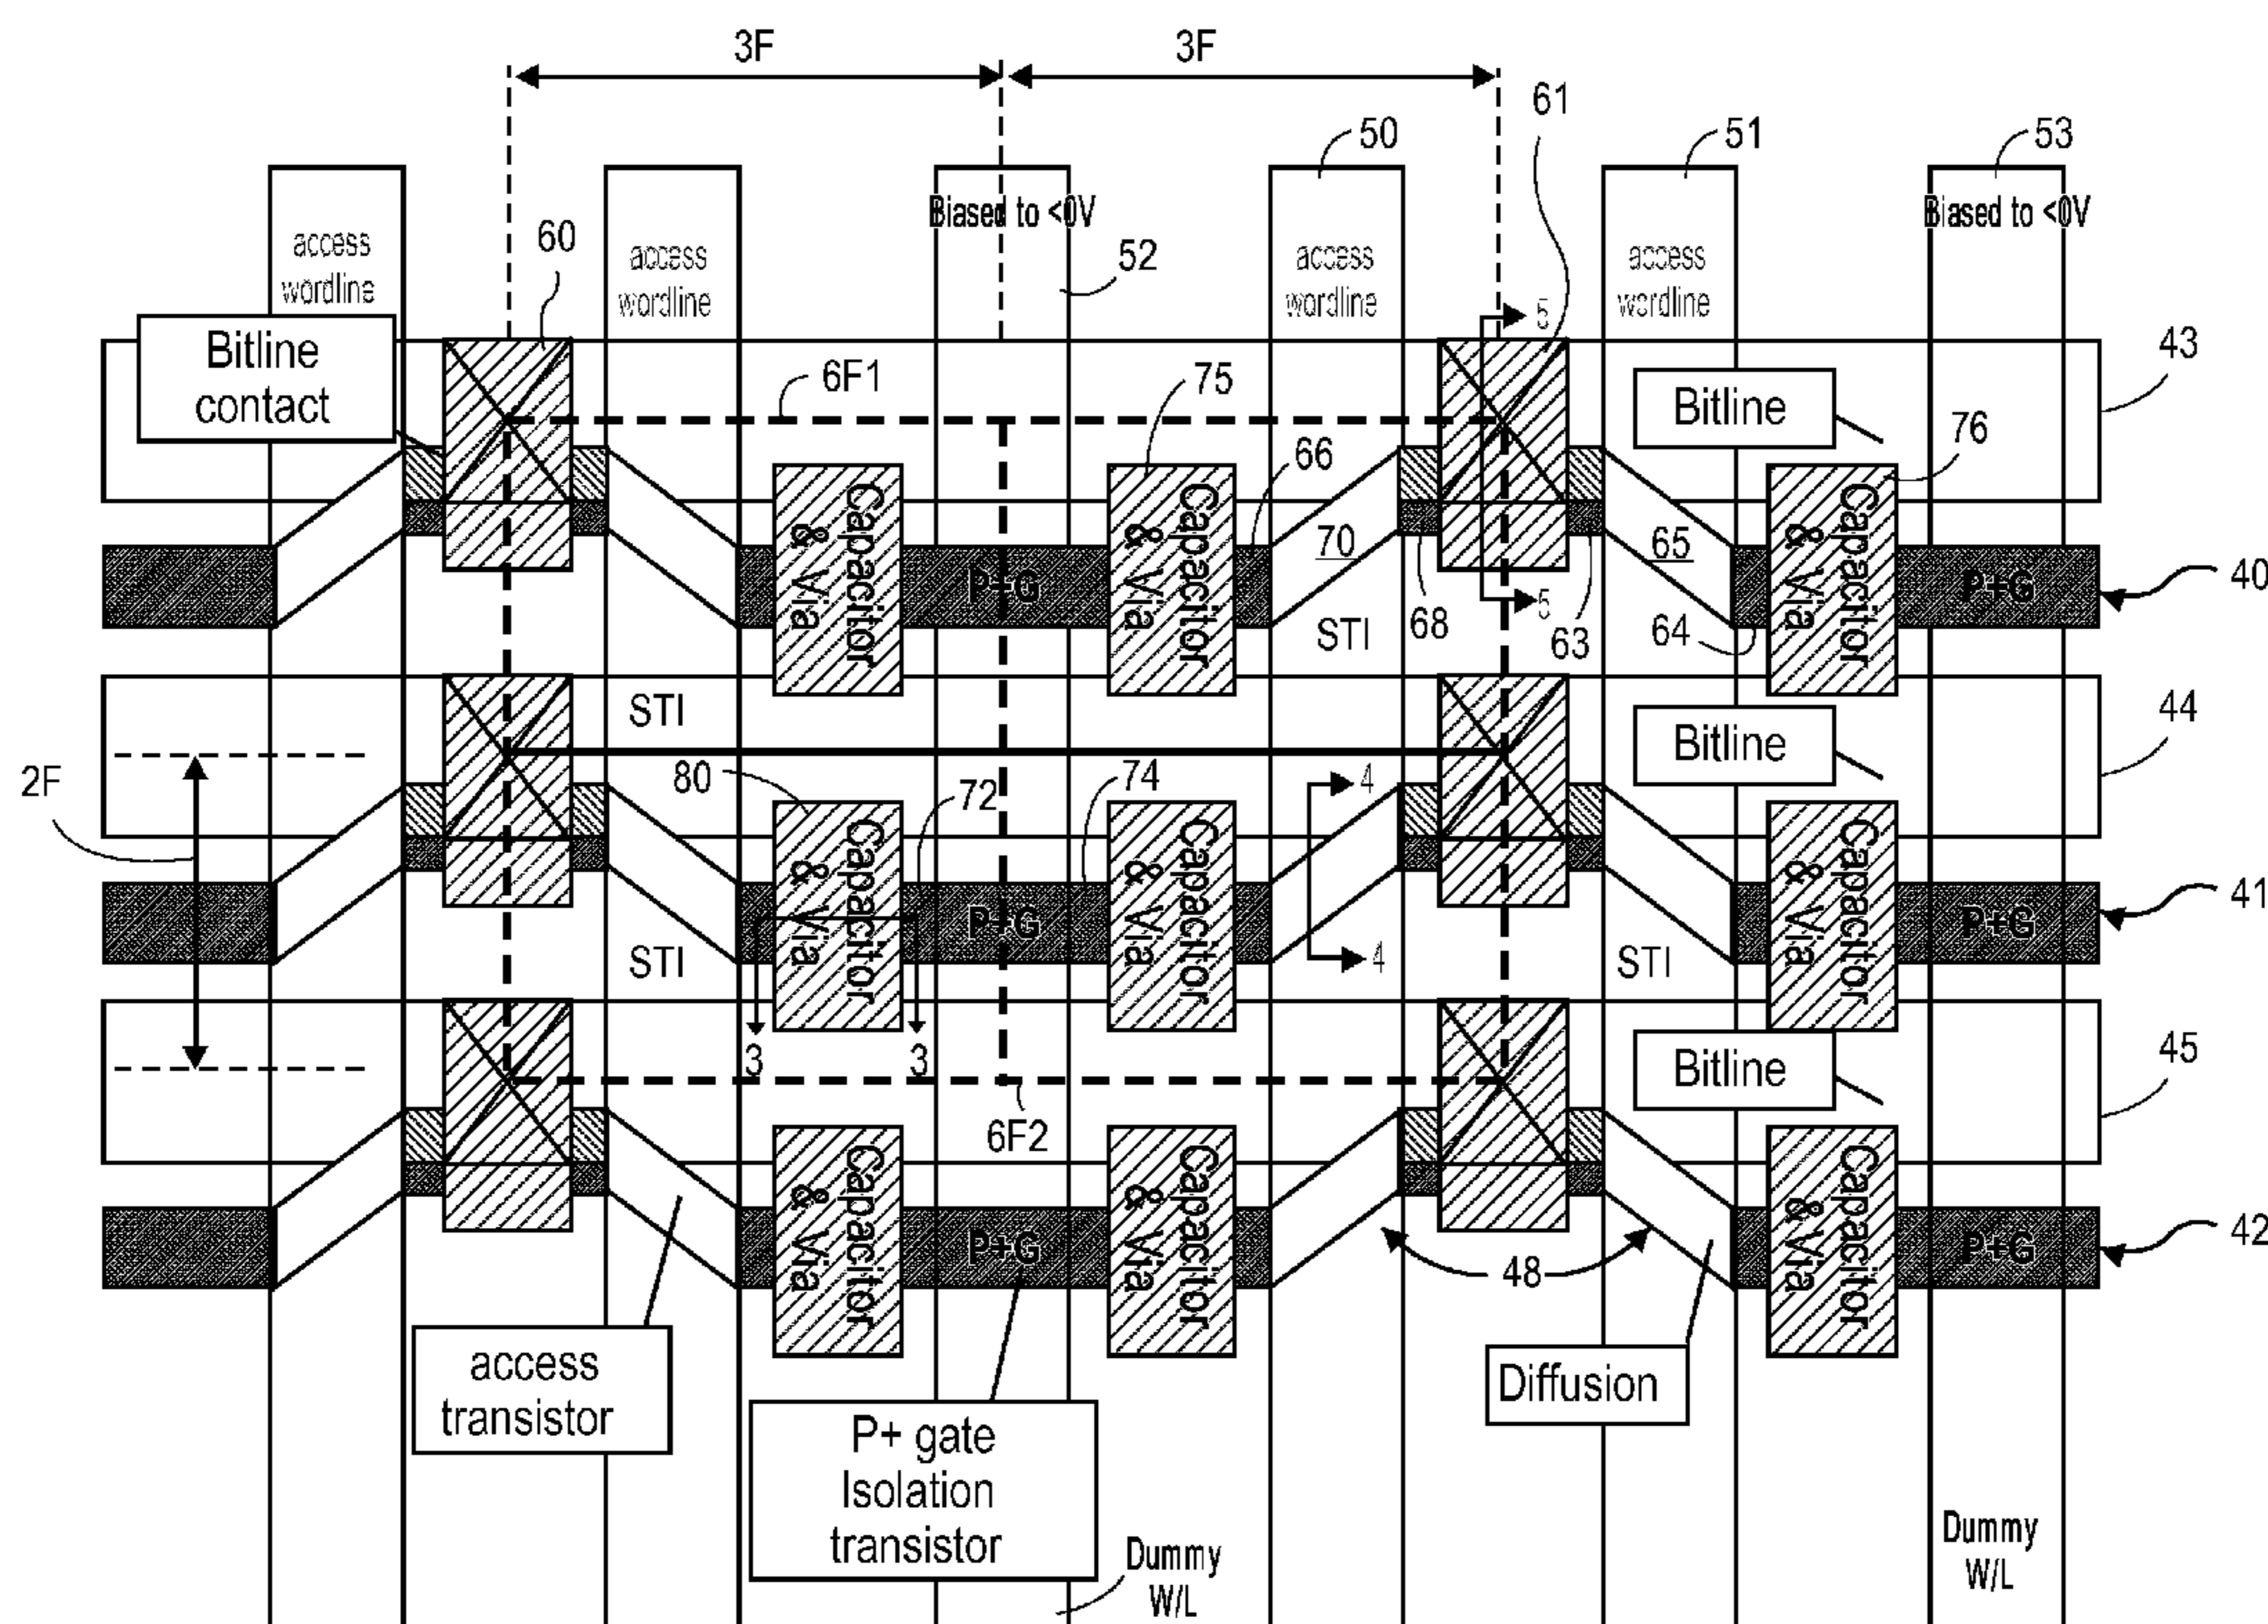 3F
3F
61
50
51
53
Biased to <0V
Biased to <0V
access
wordline
60
access
wordline
52
access
wordline
access
wordline
5
Bitline
contact
6F1
75
66
Bitline
43
76
Capacitor
& Via
P+G
Capacitor
& Via
70
STI
68
5
63
65
64
Capacitor
& Via
P+G
40
STI
Bitline
44
2F
80
72
74
4
Capacitor
& Via
P+G
Capacitor
& Via
4
STI
STI
Capacitor
& Via
P+G
41
3
3
Bitline
45
6F2
Capacitor
& Via
P+G
Capacitor
& Via
48
Capacitor
& Via
P+G
42
access
transistor
Diffusion
P+ gate
Isolation
transistor
Dummy
W/L
Dummy
W/L